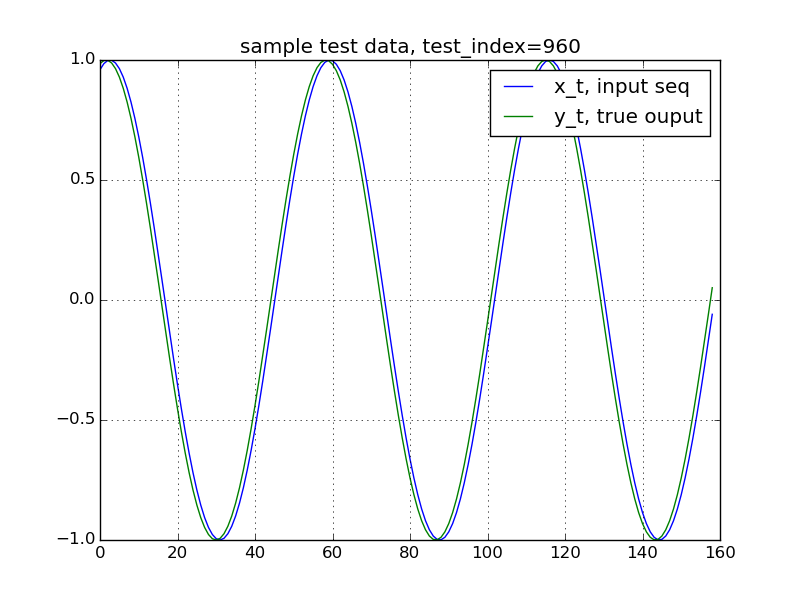 sample test data, test_index=960
x_t, input seq
y_t, true ouput
1.0
0.5
0.0
−0.5
−1.0
0 20 40 60 80 100 120 140 160